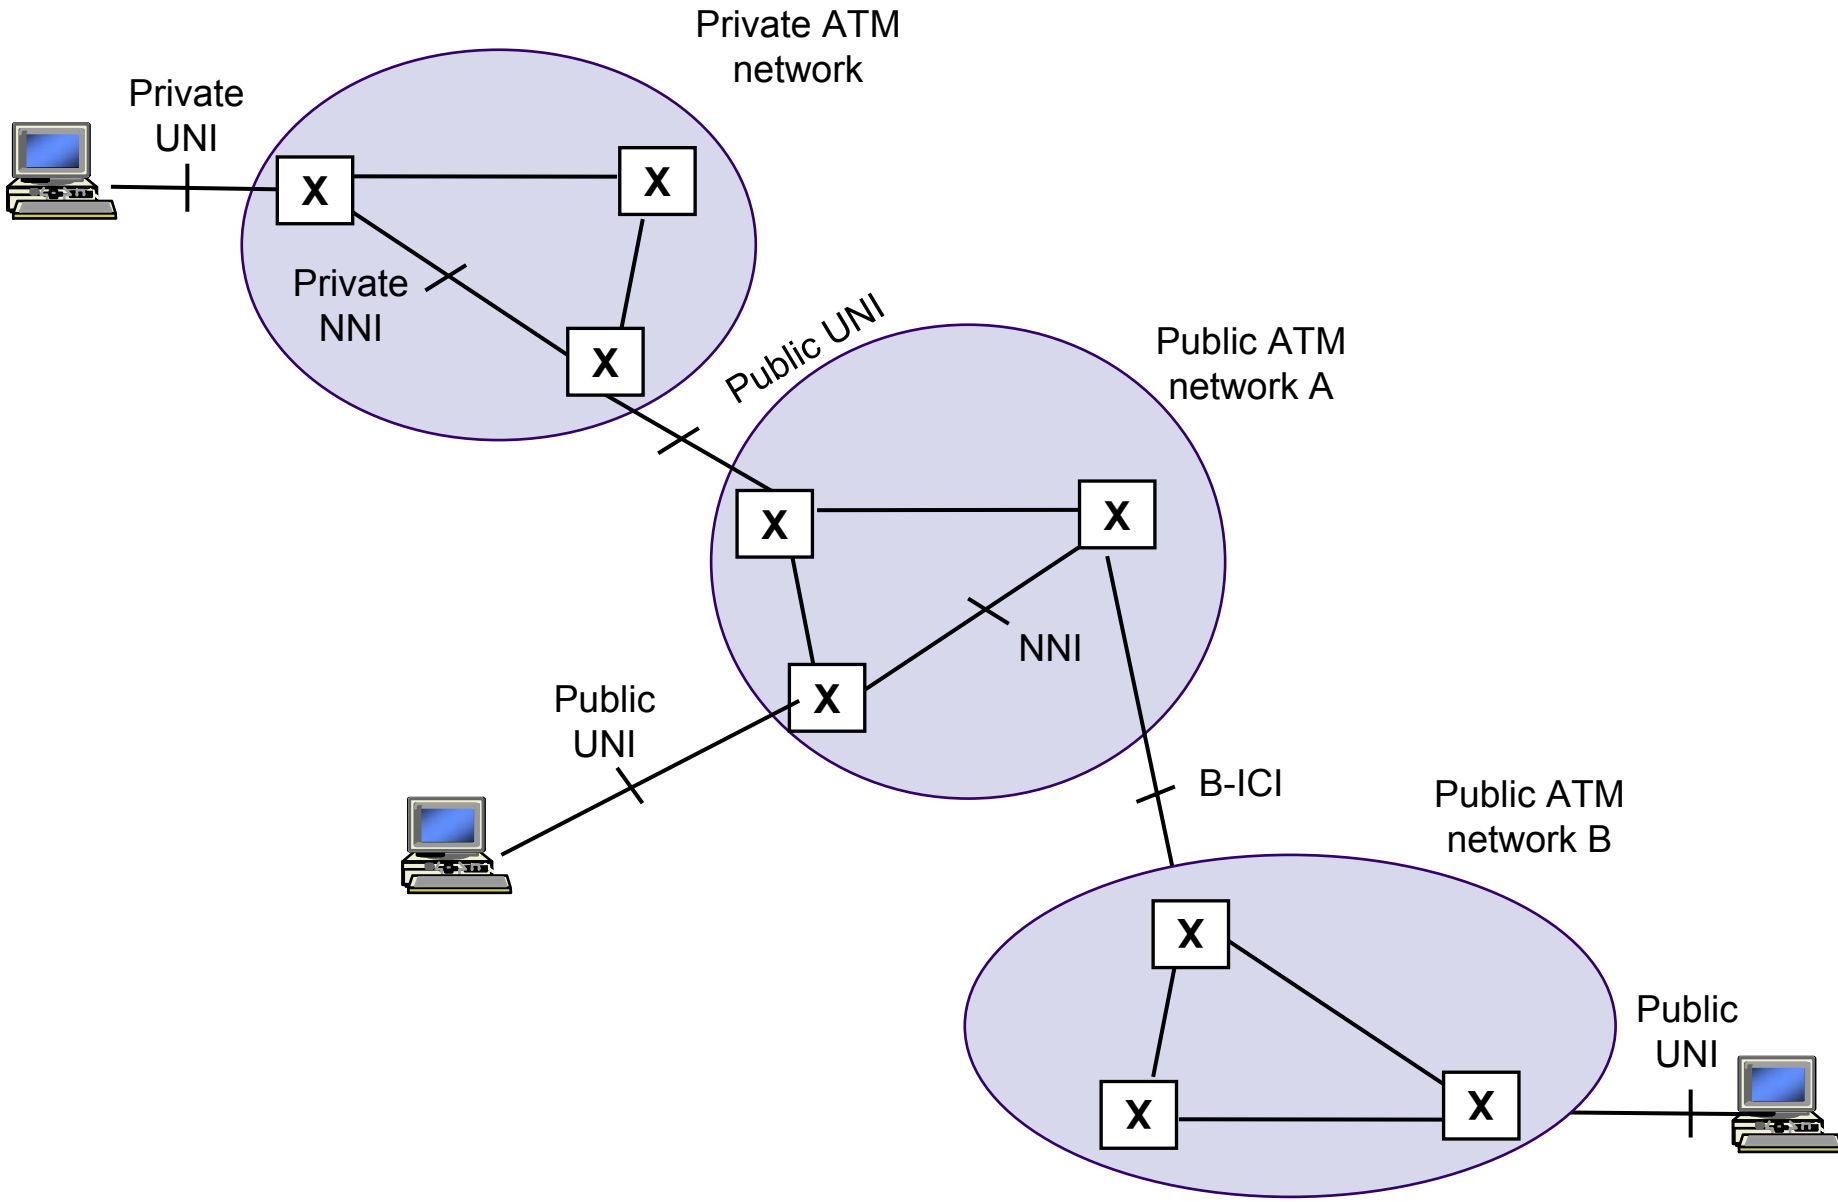 Private ATM
network
Private
UNI
X
X
Private
NNI
X
Public UNI
Public ATM
network A
X
X
NNI
X
Public
UNI
B-ICI
Public ATM
network B
X
Public
UNI
X
X